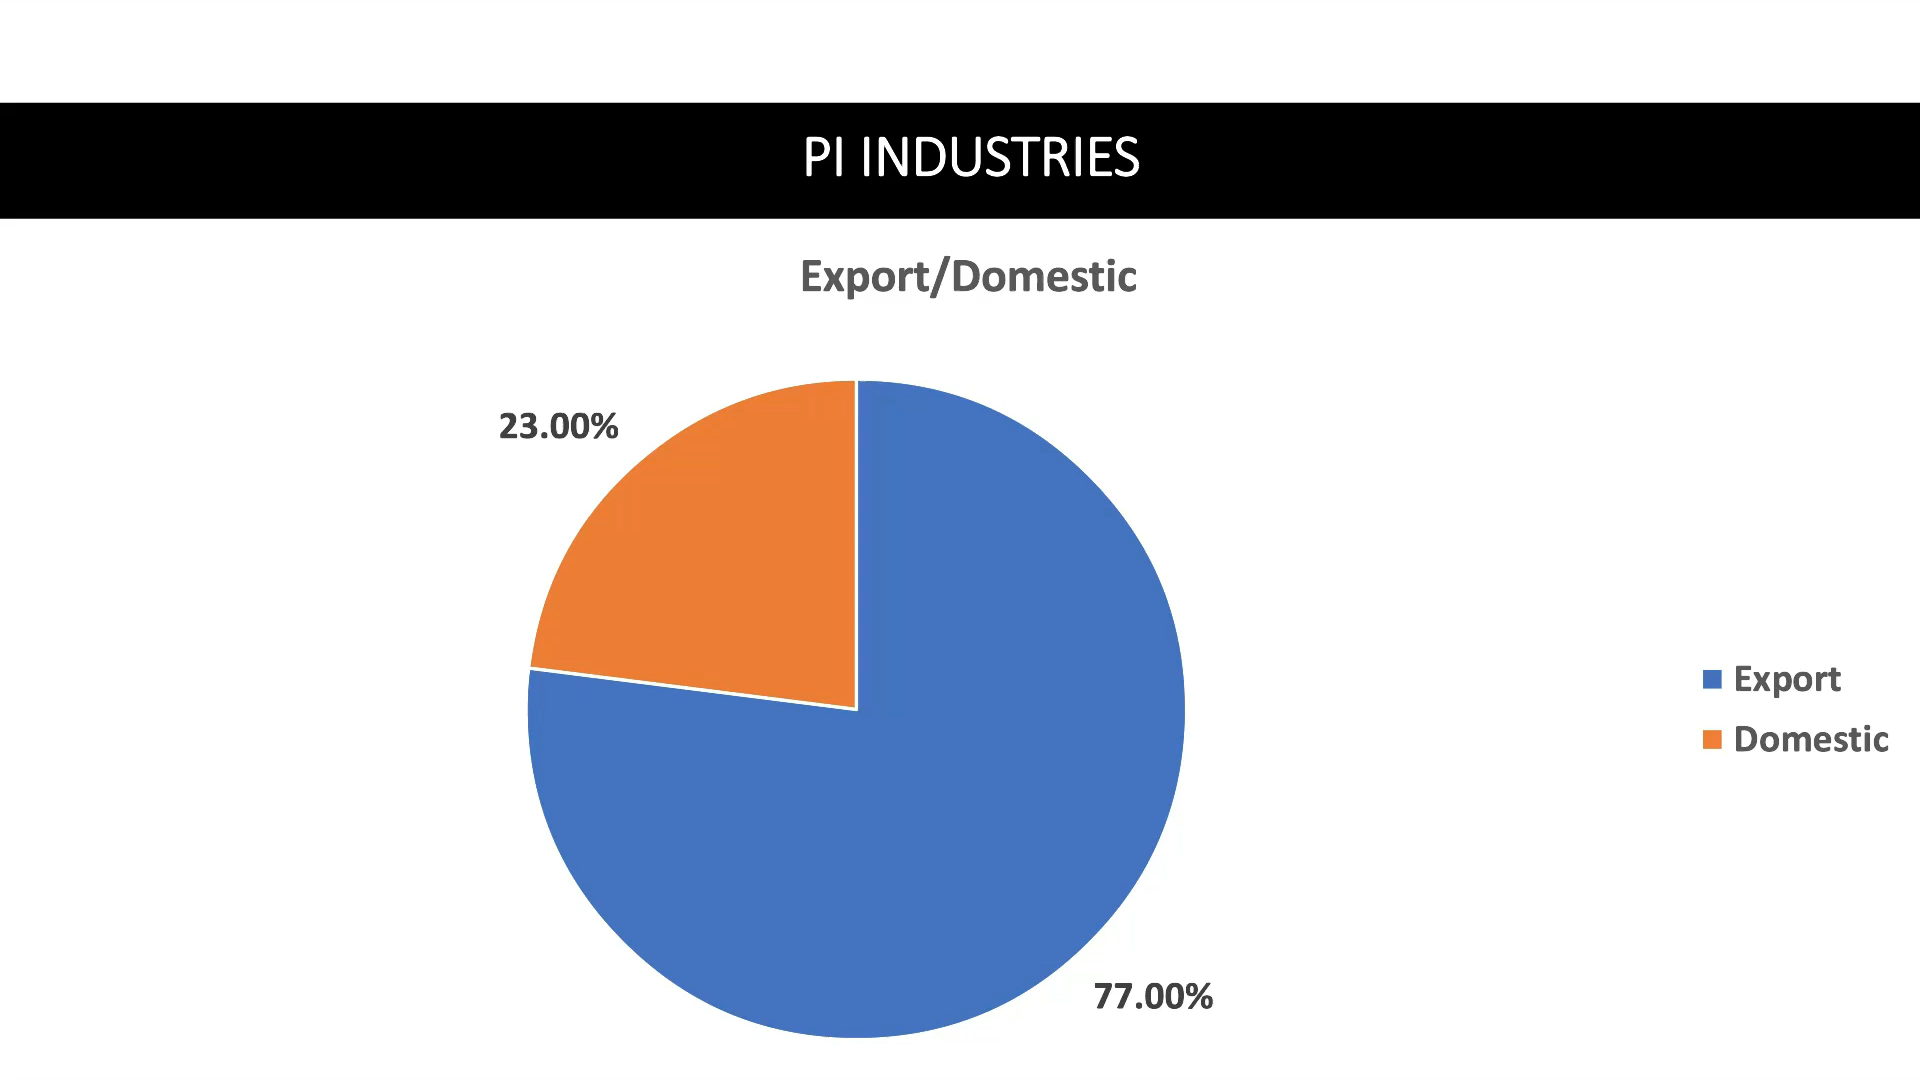 PI INDUSTRIES
Export/Domestic
23.00%
Export
Domestic
77.00%